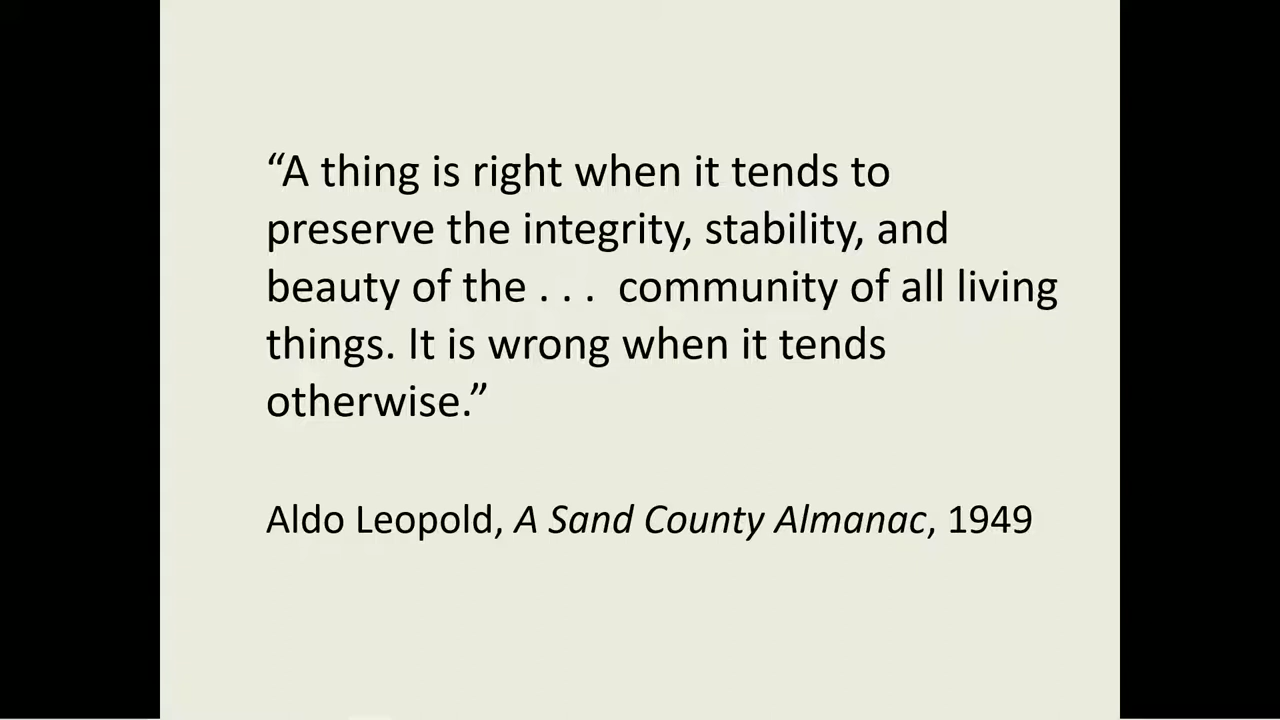 “A thing is right when it tends to
preserve the integrity, stability, and
beauty of the . . .  community of all living
things. It is wrong when it tends
otherwise.”
Aldo Leopold, A Sand County Almanac, 1949